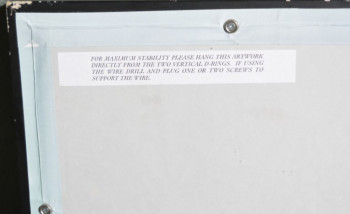 FOR MAXIMUM STABILITY PLEASE HANG THIS ARTWORK
DIRECTLY FROM THE TWO VERTICAL D-RINGS. IF USING
THE WIRE DRILL AND PLUG ONE OR TWO SCREWS TO
SUPPORT THE WIRE.